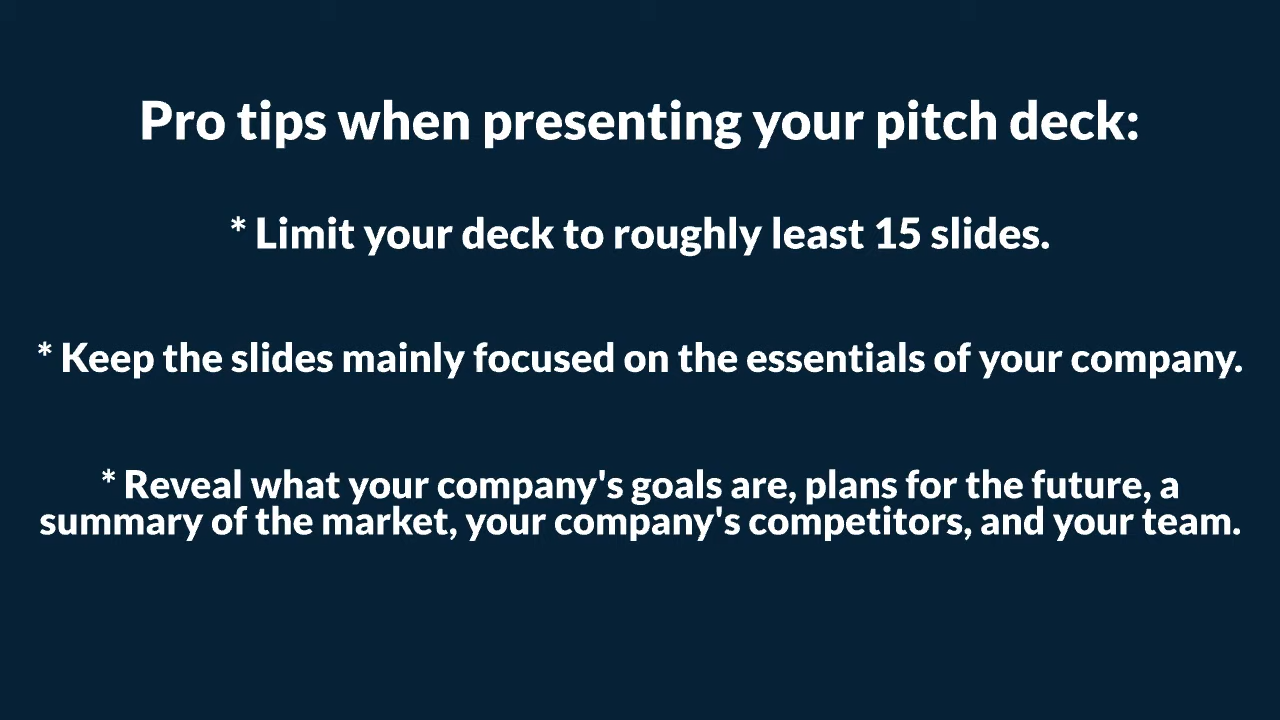 Pro tips when presenting your pitch deck:
* Limit your deck to roughly least 15 slides.
* Keep the slides mainly focused on the essentials of your company.
* Reveal what your company's goals are, plans for the future, a
summary of the market, your company's competitors, and your team.